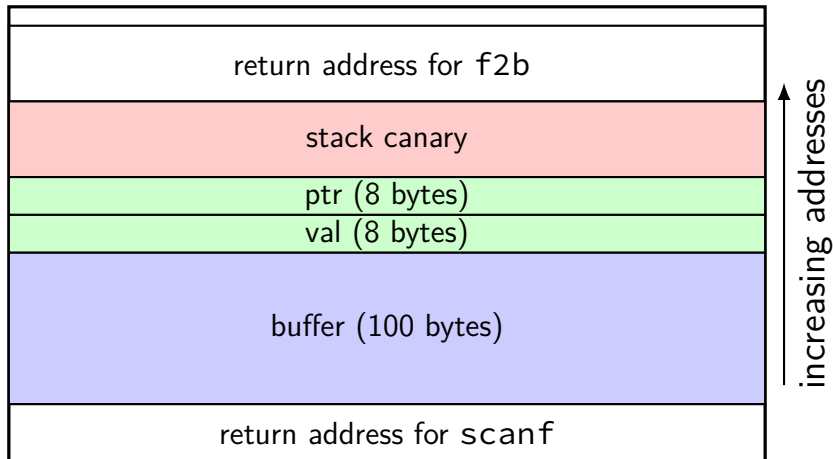 return address for f2b
stack canary
ptr (8 bytes)
val (8 bytes)
buffer (100 bytes)
return address for scanf
increasing addresses